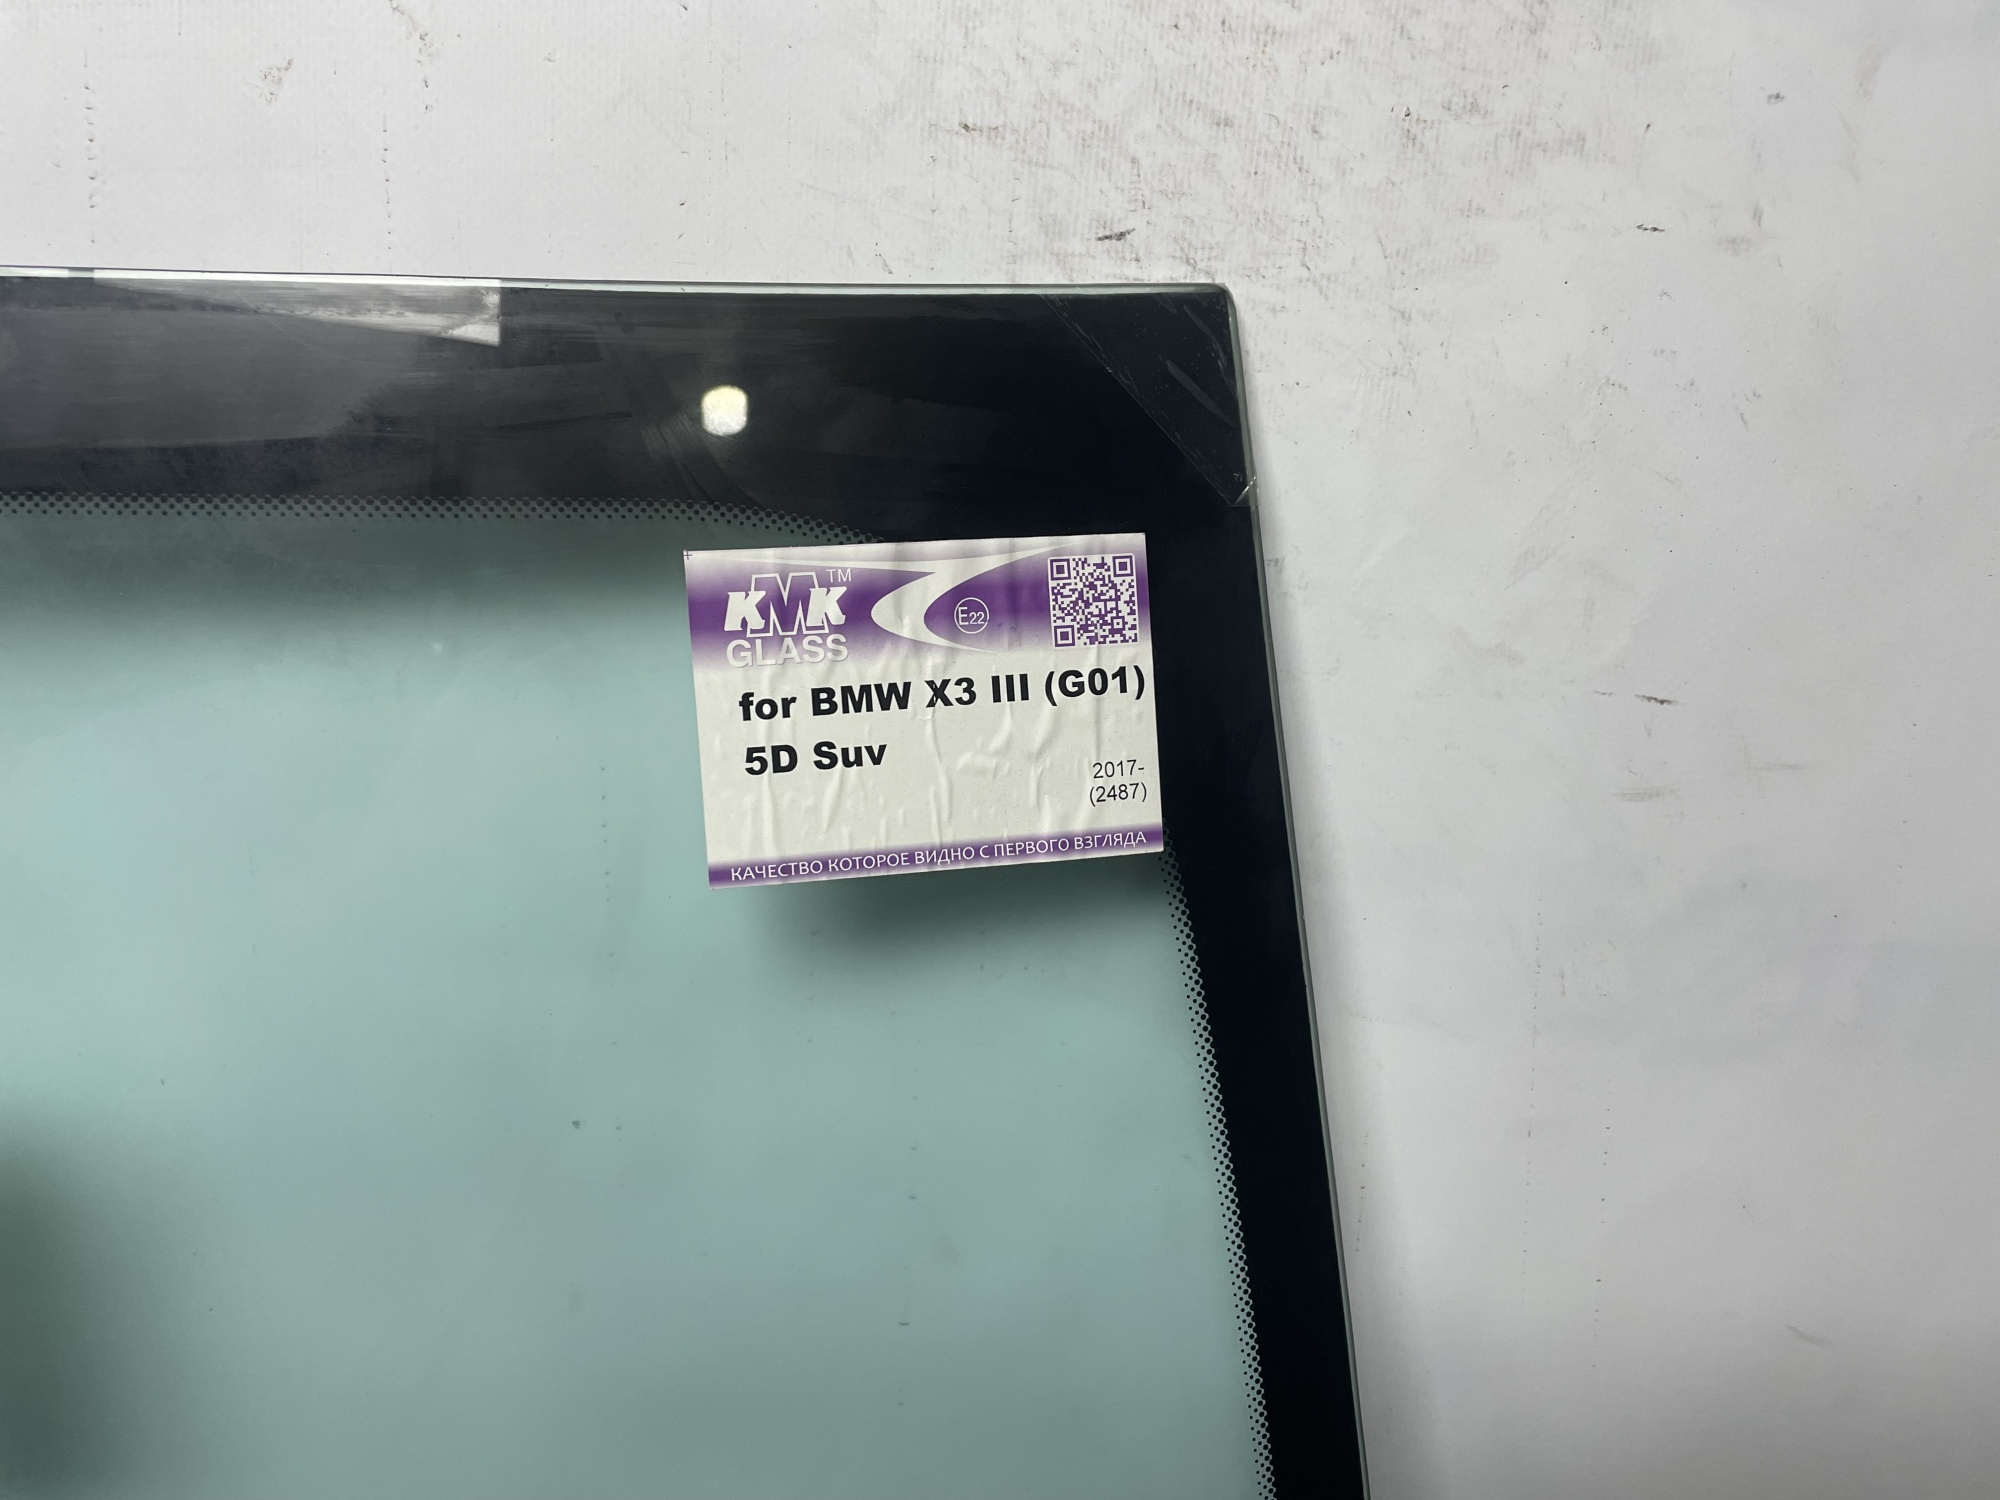 KMK TM
GLASS
E22
for BMW X3 III (G01)
5D Suv
2017-
(2487)
КАЧЕСТВО КОТОРОЕ ВИДНО С ПЕРВОГО ВЗГЛЯДА